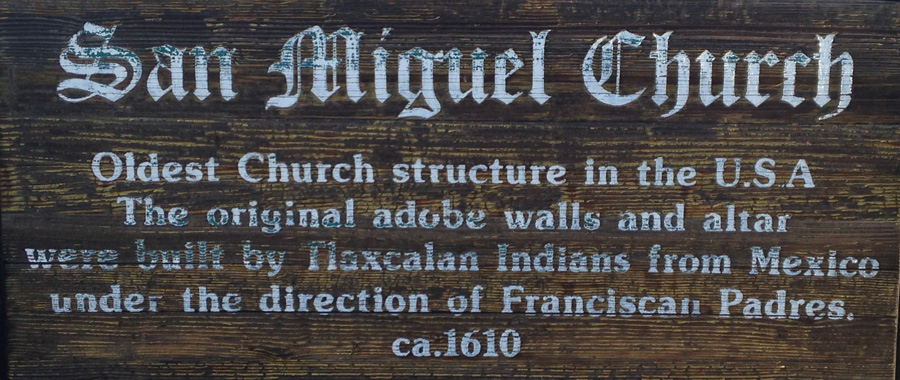 San Miguel Church
Oldest Church structure in the U.S.A
The original adobe walls and altar
were built by Tlaxcalan Indians from Mexico
under the direction of Franciscan Padres.
ca.1610